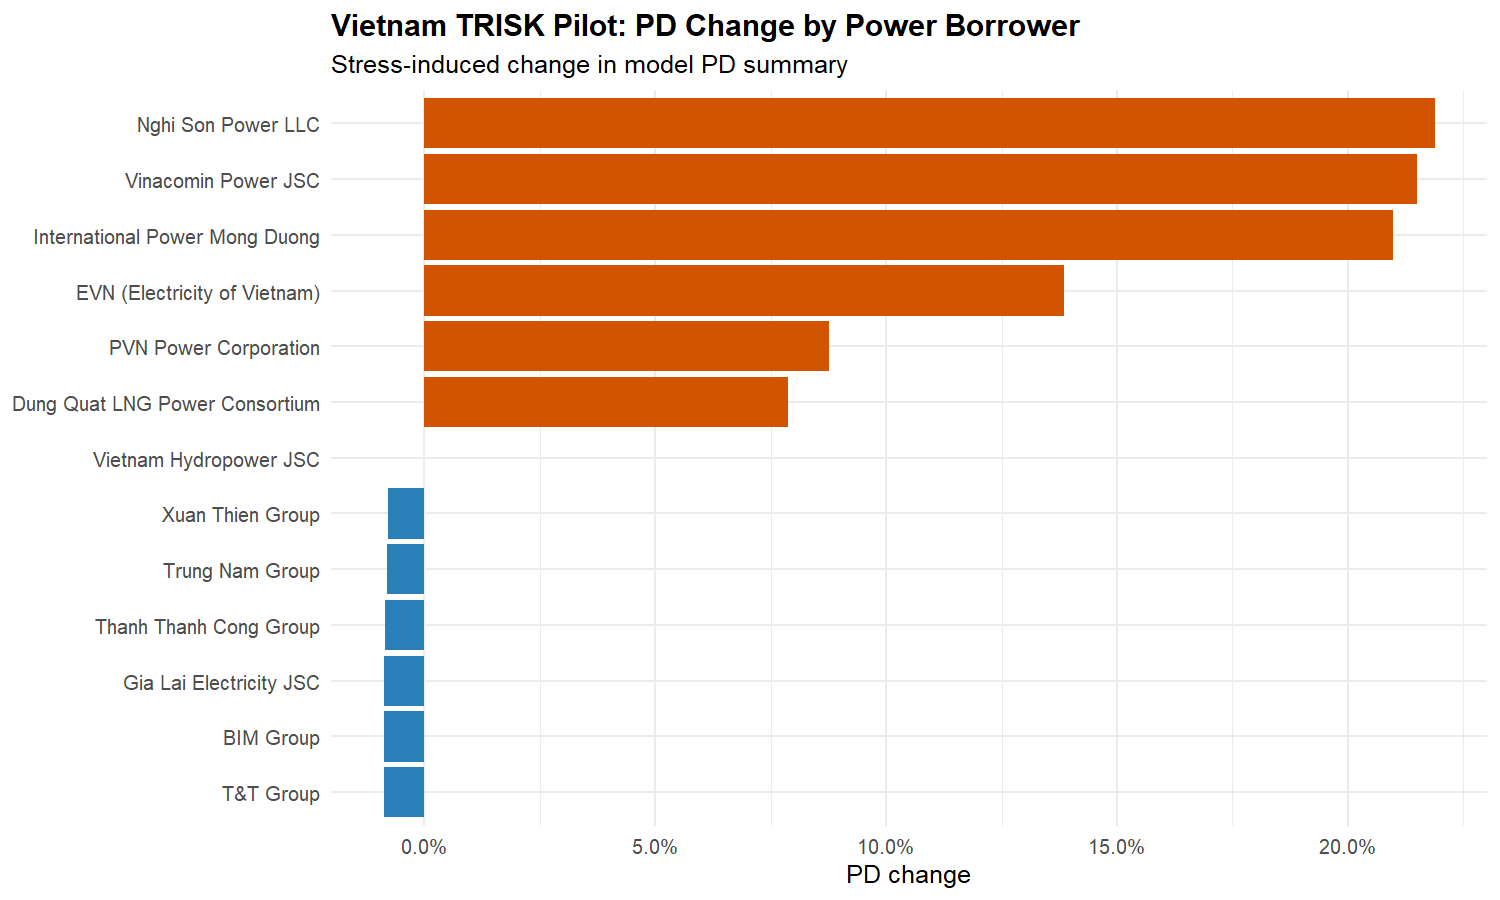 Vietnam TRISK Pilot: PD Change by Power Borrower
Stress-induced change in model PD summary
Nghi Son Power LLC
Vinacomin Power JSC
International Power Mong Duong
EVN (Electricity of Vietnam)
PVN Power Corporation
Dung Quat LNG Power Consortium
Vietnam Hydropower JSC
Xuan Thien Group
Trung Nam Group
Thanh Thanh Cong Group
Gia Lai Electricity JSC
BIM Group
T&T Group
0.0% 5.0% 10.0% 15.0% 20.0%
PD change